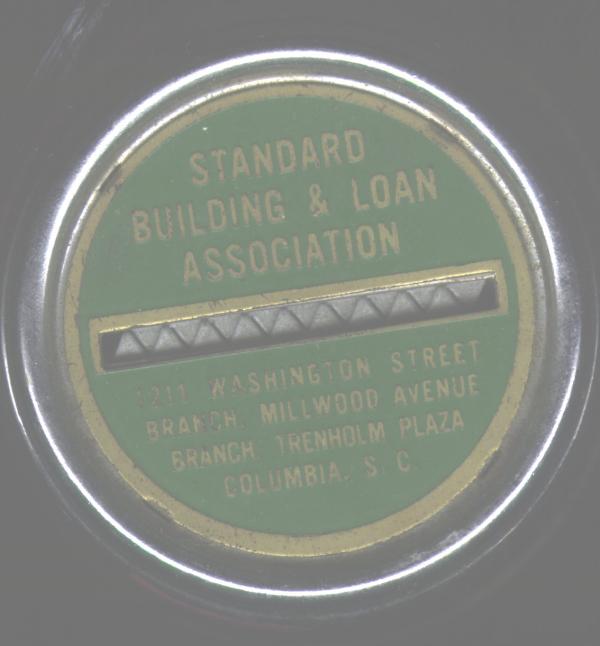 STANDARD
BUILDING & LOAN
ASSOCIATION
1211 WASHINGTON STREET
BRANCH, MILLWOOD AVENUE
BRANCH TRENHOLM PLAZA
COLUMBIA, S. C.